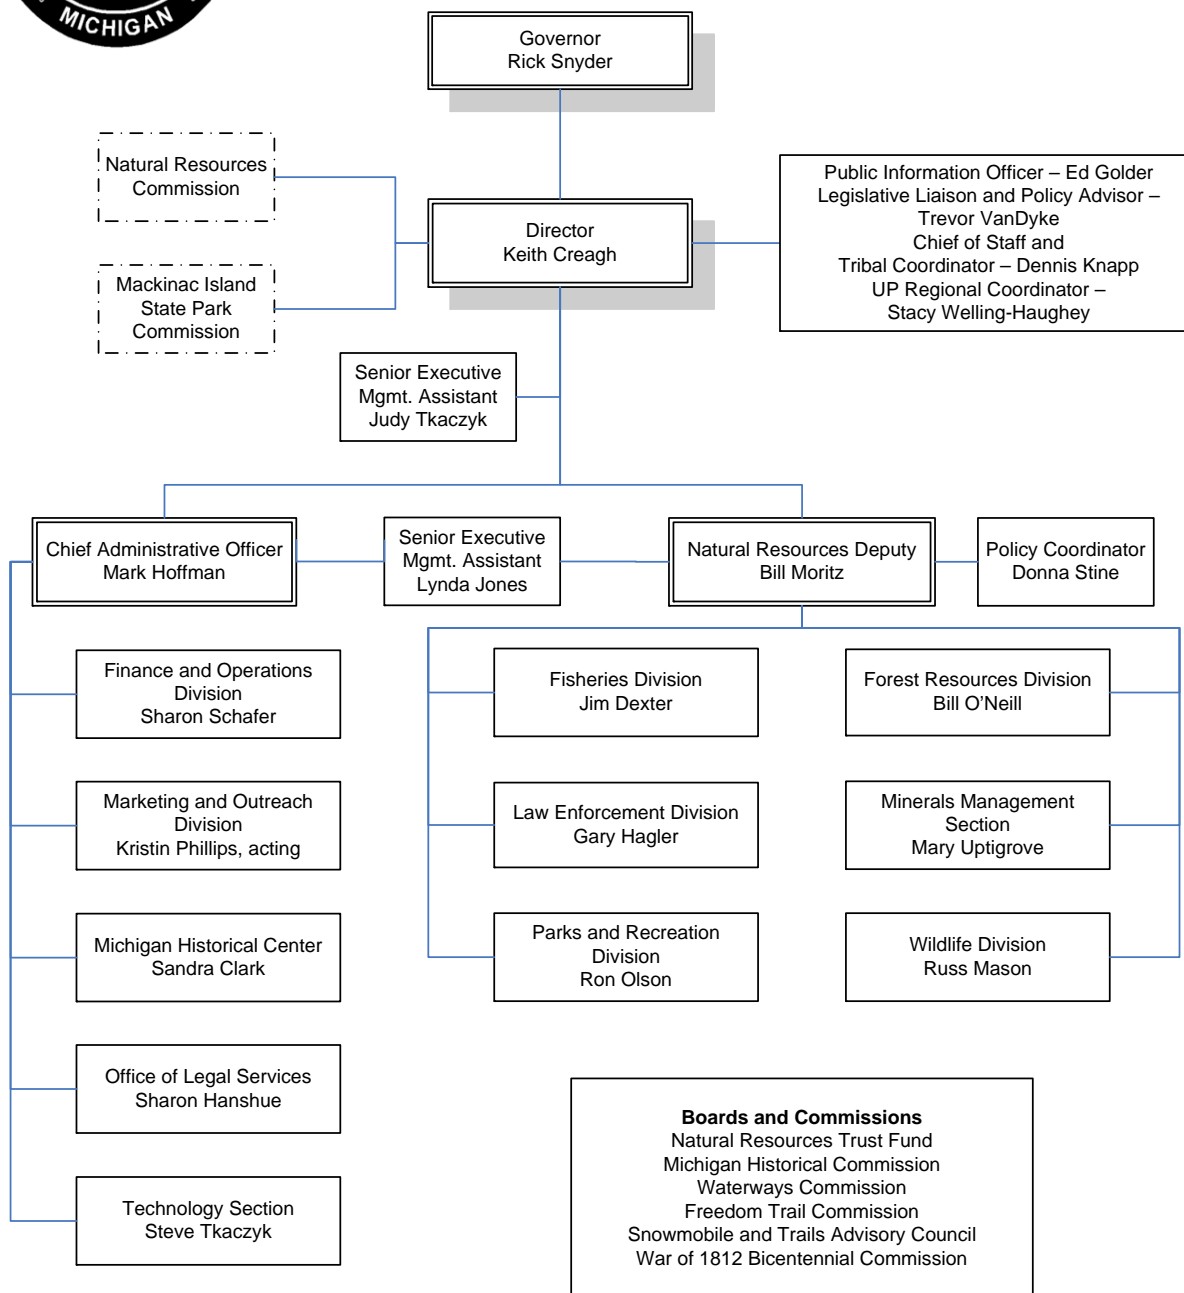 MICHIGAN
Governor
Rick Snyder
Natural Resources
Commission
Director
Keith Creagh
Mackinac Island
State Park
Commission
Public Information Officer – Ed Golder
Legislative Liaison and Policy Advisor –
Trevor VanDyke
Chief of Staff and
Tribal Coordinator – Dennis Knapp
UP Regional Coordinator –
Stacy Welling-Haughey
Senior Executive
Mgmt. Assistant
Judy Tkaczyk
Chief Administrative Officer
Mark Hoffman
Senior Executive
Mgmt. Assistant
Lynda Jones
Natural Resources Deputy
Bill Moritz
Policy Coordinator
Donna Stine
Finance and Operations
Division
Sharon Schafer
Marketing and Outreach
Division
Kristin Phillips, acting
Michigan Historical Center
Sandra Clark
Office of Legal Services
Sharon Hanshue
Technology Section
Steve Tkaczyk
Fisheries Division
Jim Dexter
Law Enforcement Division
Gary Hagler
Parks and Recreation
Division
Ron Olson
Forest Resources Division
Bill O’Neill
Minerals Management
Section
Mary Uptigrove
Wildlife Division
Russ Mason
Boards and Commissions
Natural Resources Trust Fund
Michigan Historical Commission
Waterways Commission
Freedom Trail Commission
Snowmobile and Trails Advisory Council
War of 1812 Bicentennial Commission